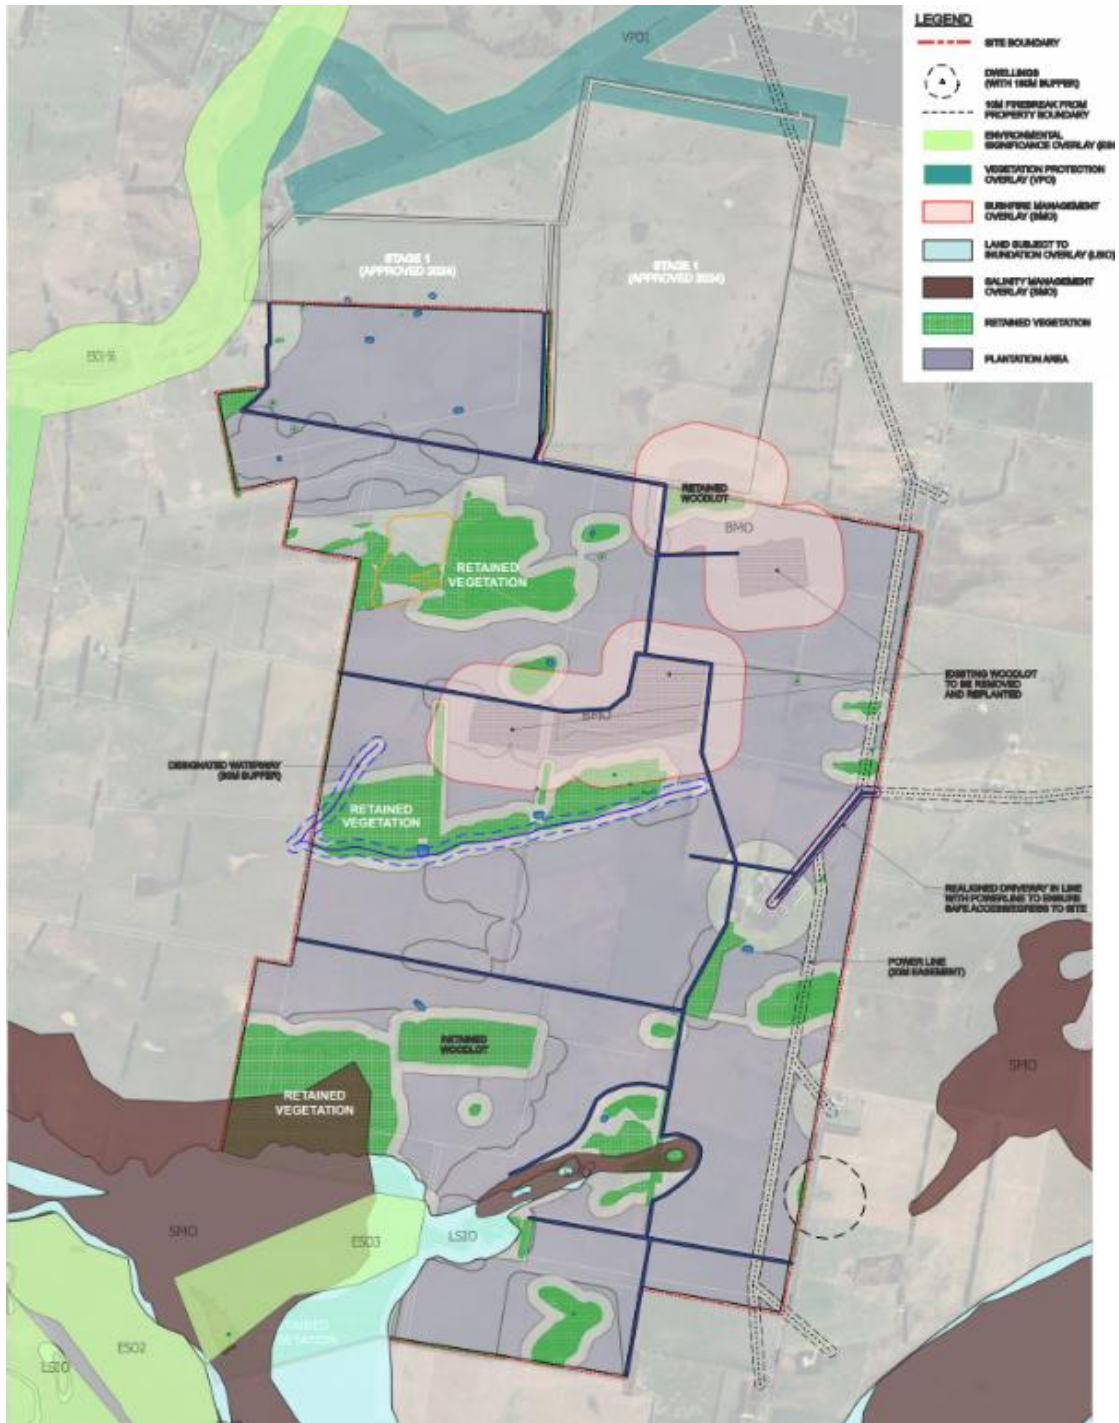 LEGEND
SITE BOUNDARY
DWELLINGS
(WITH 100M BUFFER)
10M FIREBREAK FROM
PROPERTY BOUNDARY
ENVIRONMENTAL
SIGNIFICANCE OVERLAY
VEGETATION PROTECTION
OVERLAY (VPO)
BUSHFIRE MANAGEMENT
OVERLAY (BMO)
LAND SUBJECT TO
INUNDATION OVERLAY (LSIO)
SALINITY MANAGEMENT
OVERLAY (SMO)
RETAINED VEGETATION
PLANTATION AREA
VPO1
STAGE 1
(APPROVED 2024)
STAGE 1
(APPROVED 2024)
RETAINED
WOODLOT
BMO
RETAINED
VEGETATION
EXISTING WOODLOT
TO BE REMOVED
AND REPLANTED
BMO
DESIGNATED WATERWAY
(30M BUFFER)
RETAINED
VEGETATION
REALIGNED DRIVEWAY IN LINE
WITH POWERLINE TO ENSURE
SAFE ACCESS/EGRESS TO SITE
POWER LINE
EASEMENT)
RETAINED
WOODLOT
SMO
RETAINED
VEGETATION
SMO
ESO3
LSIO
ESO2
LSIO